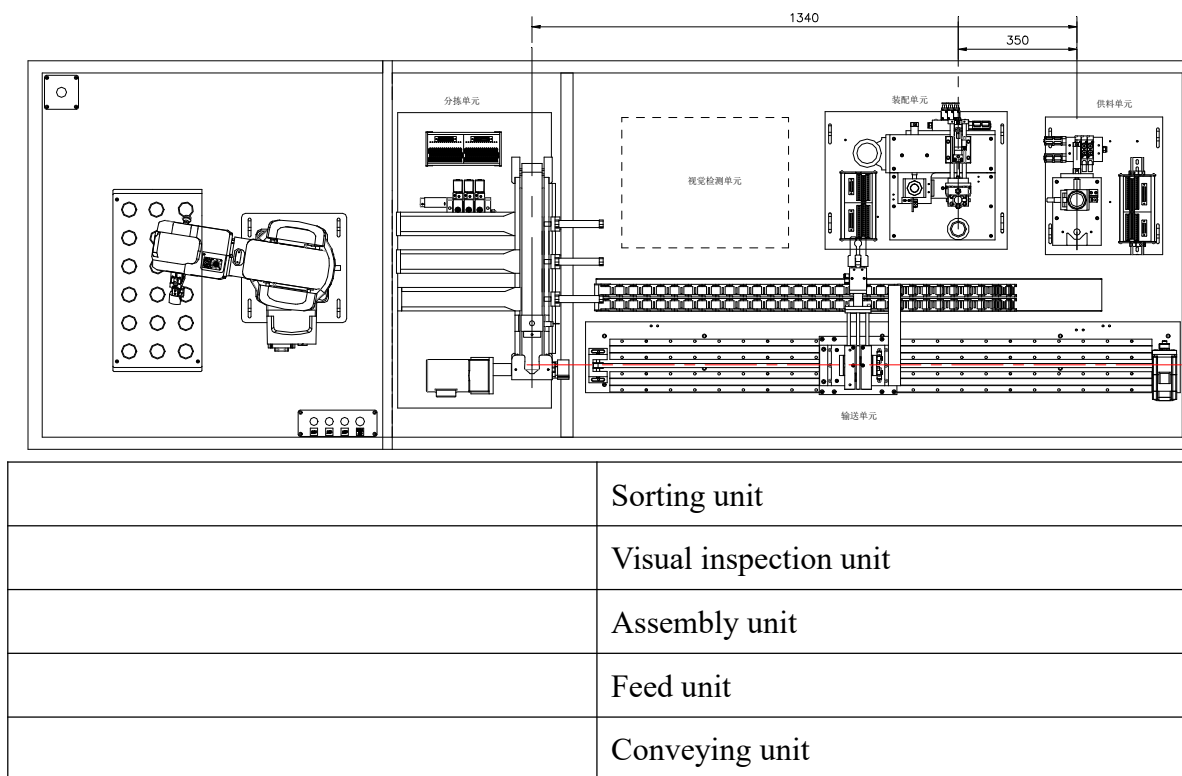 1340
350
分拣单元
装配单元
供料单元
视觉检测单元
输送单元
Sorting unit
Visual inspection unit
Assembly unit
Feed unit
Conveying unit